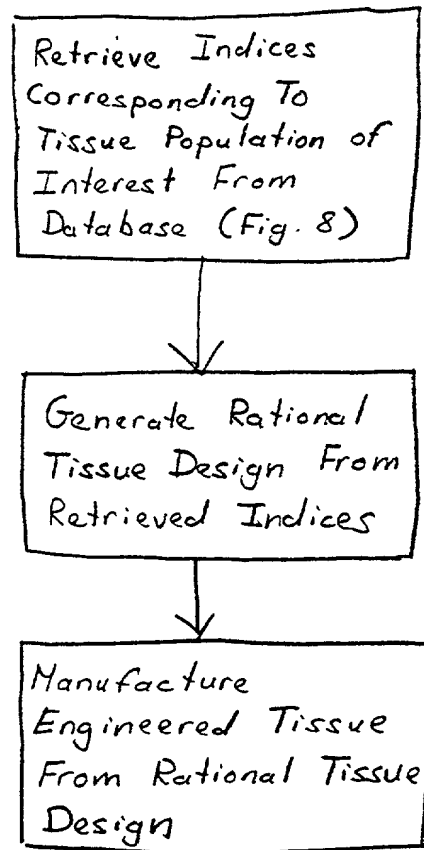 Retrieve Indices
Corresponding To
Tissue Population of
Interest From
Database (Fig. 8)
Generate Rational
Tissue Design From
Retrieved Indices
Manufacture
Engineered Tissue
From Rational Tissue
Design